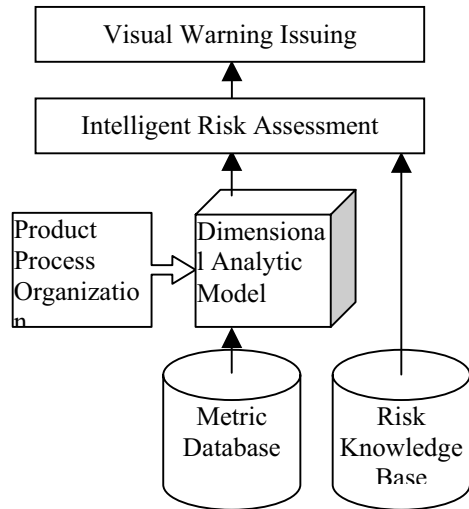 Visual Warning Issuing
Intelligent Risk Assessment
Product
Process
Organizatio
n
Dimensiona
l Analytic
Model
Metric
Database
Risk
Knowledge
Base